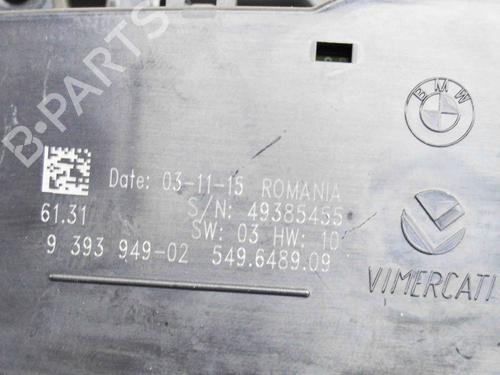 B-PARTS
BMW
Date: 03-11-15 ROMANIA
61.31 S/N: 49385455
SW: 03 HW: 10
9 393 949-02 549.6489.09
VIMERCATI